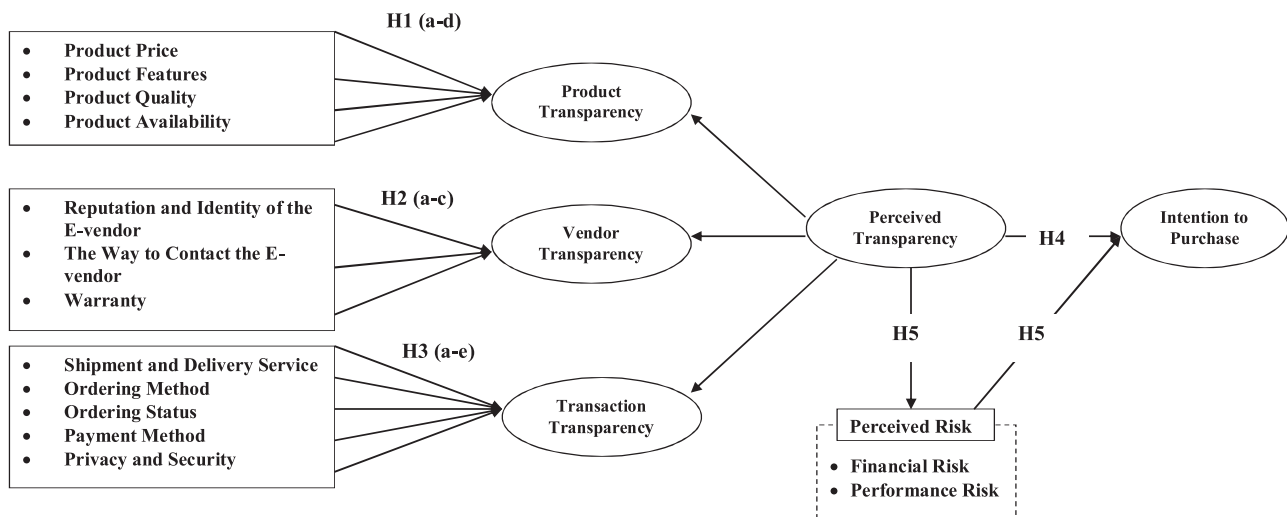 H1 (a-d)
• Product Price
• Product Features
• Product Quality
• Product Availability
Product
Transparency
H2 (a-c)
• Reputation and Identity of the
E-vendor
• The Way to Contact the E-
vendor
• Warranty
Vendor
Transparency
Perceived
Transparency
H4
Intention to
Purchase
H5
H5
H3 (a-e)
• Shipment and Delivery Service
• Ordering Method
• Ordering Status
• Payment Method
• Privacy and Security
Transaction
Transparency
Perceived Risk
• Financial Risk
• Performance Risk